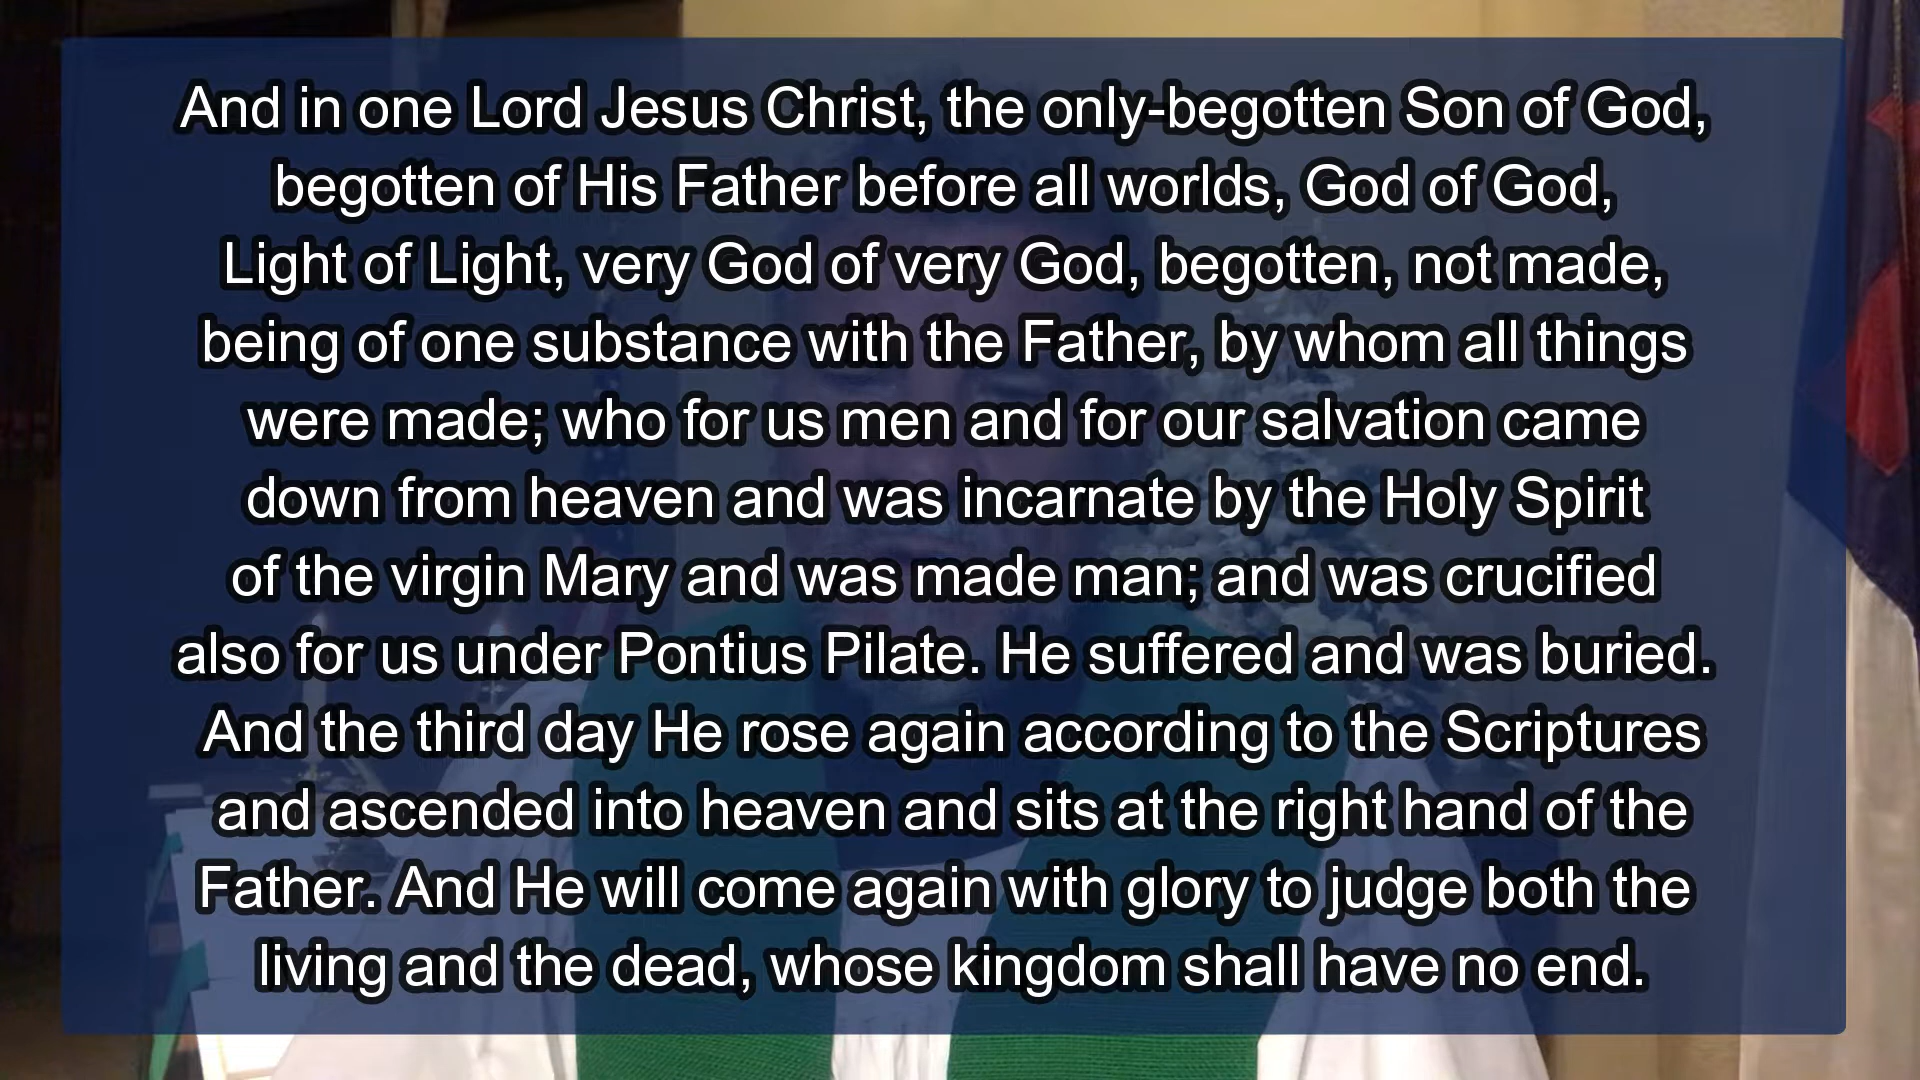 And in one Lord Jesus Christ, the only-begotten Son of God,
begotten of His Father before all worlds, God of God,
Light of Light, very God of very God, begotten, not made,
being of one substance with the Father, by whom all things
were made; who for us men and for our salvation came
down from heaven and was incarnate by the Holy Spirit
of the virgin Mary and was made man; and was crucified
also for us under Pontius Pilate. He suffered and was buried.
And the third day He rose again according to the Scriptures
and ascended into heaven and sits at the right hand of the
Father. And He will come again with glory to judge both the
living and the dead, whose kingdom shall have no end.